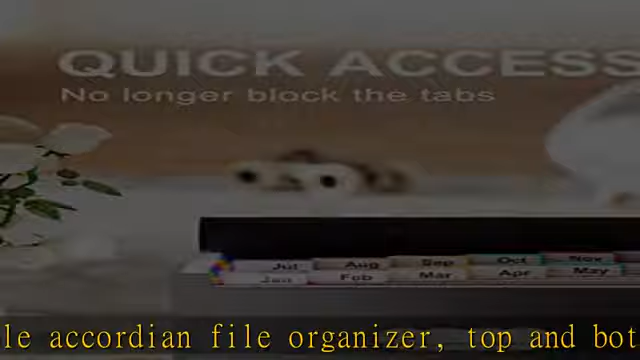 QUICK ACCESS
No longer block the tabs
Jul Aug Sep Oct Nov
Jan Feb Mar Apr May
le accordian file organizer, top and bot